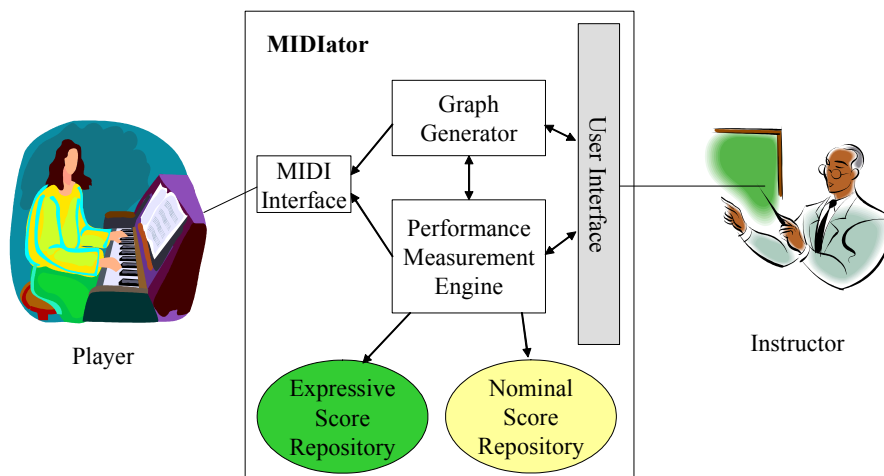 MIDIator
Graph
Generator
User Interface
MIDI
Interface
Performance
Measurement
Engine
Player
Instructor
Expressive
Score
Repository
Nominal
Score
Repository